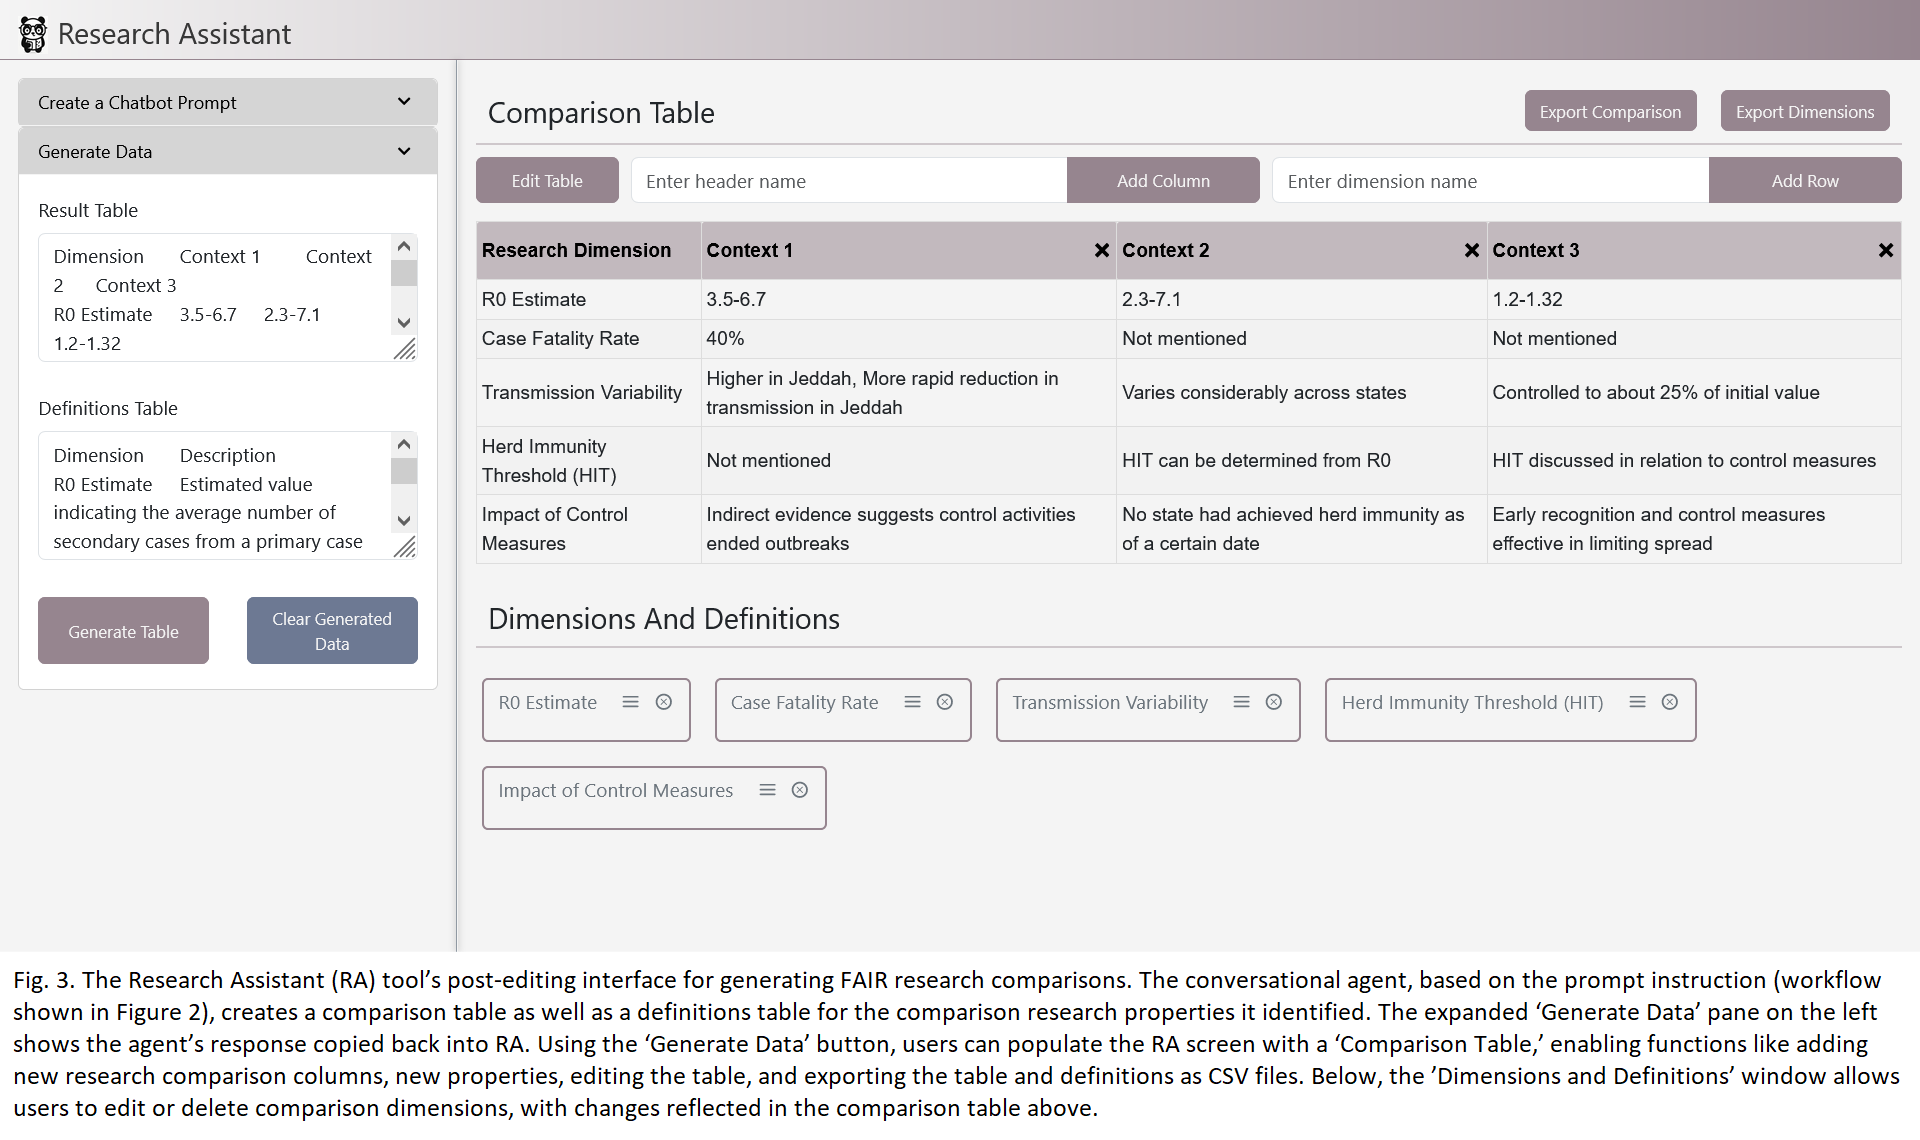 Research Assistant
Create a Chatbot Prompt
Generate Data
Result Table
Dimension Context 1 Context
2 Context 3
R0 Estimate 3.5-6.7 2.3-7.1
1.2-1.32
Definitions Table
Dimension Description
R0 Estimate Estimated value
indicating the average number of
secondary cases from a primary case
Generate Table
Clear Generated
Data
Comparison Table
Export Comparison
Export Dimensions
Edit Table
Enter header name
Add Column
Enter dimension name
Add Row
Research Dimension Context 1 Context 2 Context 3
R0 Estimate 3.5-6.7 2.3-7.1 1.2-1.32
Case Fatality Rate 40% Not mentioned Not mentioned
Transmission Variability
Higher in Jeddah, More rapid reduction in
transmission in Jeddah
Varies considerably across states
Controlled to about 25% of initial value
Herd Immunity
Threshold (HIT)
Not mentioned
HIT can be determined from R0
HIT discussed in relation to control measures
Impact of Control
Measures
Indirect evidence suggests control activities
ended outbreaks
No state had achieved herd immunity as
of a certain date
Early recognition and control measures
effective in limiting spread
Dimensions And Definitions
R0 Estimate
Case Fatality Rate
Transmission Variability
Herd Immunity Threshold (HIT)
Impact of Control Measures
Fig. 3. The Research Assistant (RA) tool’s post-editing interface for generating FAIR research comparisons. The conversational agent, based on the prompt instruction (workflow
shown in Figure 2), creates a comparison table as well as a definitions table for the comparison research properties it identified. The expanded ‘Generate Data’ pane on the left
shows the agent’s response copied back into RA. Using the ‘Generate Data’ button, users can populate the RA screen with a ‘Comparison Table,’ enabling functions like adding
new research comparison columns, new properties, editing the table, and exporting the table and definitions as CSV files. Below, the ’Dimensions and Definitions’ window allows
users to edit or delete comparison dimensions, with changes reflected in the comparison table above.